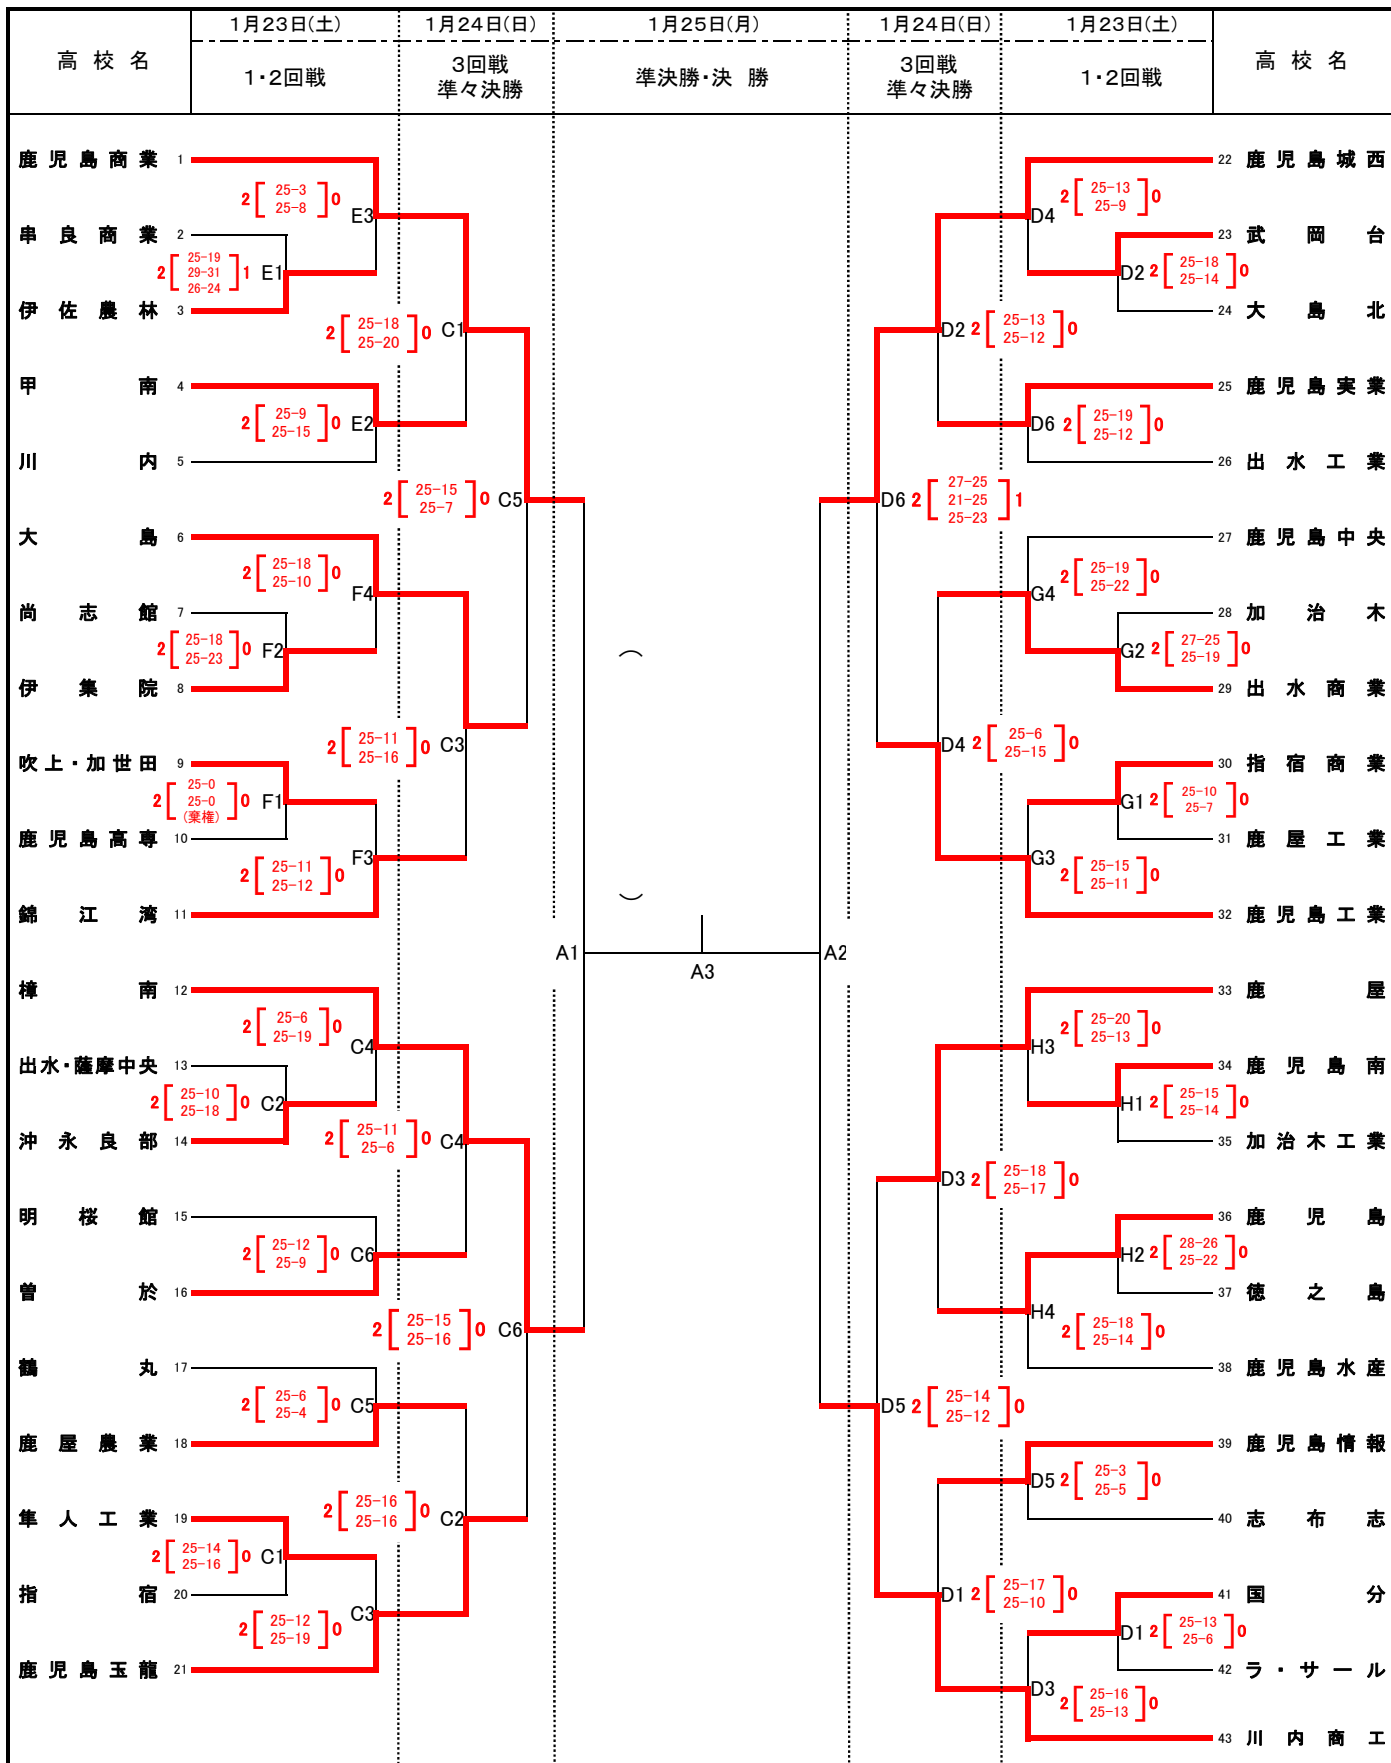 高校名 1月23日(土) 1月24日(日) 1月25日(月) 1月24日(日) 1月23日(土) 高校名
1・2回戦 3回戦 準々決勝 準決勝・決勝 3回戦 準々決勝 1・2回戦
鹿児島商業 1
2 [ 25-3 25-8 ] 0 E3
串良商業 2
2 [ 25-19 29-31 26-24 ] 1 E1
伊佐農林 3
2 [ 25-18 25-20 ] 0 C1
甲南 4
2 [ 25-9 25-15 ] 0 E2
川内 5
2 [ 25-15 25-7 ] 0 C5
大島 6
2 [ 25-18 25-10 ] 0 F4
尚志館 7
2 [ 25-18 25-23 ] 0 F2
伊集院 8
2 [ 25-11 25-16 ] 0 C3
吹上・加世田 9
2 [ 25-0 25-0 (棄権) ] 0 F1
鹿児島高専 10
2 [ 25-11 25-12 ] 0 F3
錦江湾 11
A1
樟南 12
2 [ 25-6 25-19 ] 0 C4
出水・薩摩中央 13
2 [ 25-10 25-18 ] 0 C2
沖永良部 14
2 [ 25-11 25-6 ] 0 C4
明桜館 15
2 [ 25-12 25-9 ] 0 C6
曽於 16
2 [ 25-15 25-16 ] 0 C6
鶴丸 17
2 [ 25-6 25-4 ] 0 C5
鹿屋農業 18
2 [ 25-16 25-16 ] 0 C2
隼人工業 19
2 [ 25-14 25-16 ] 0 C1
指宿 20
2 [ 25-12 25-19 ] 0 C3
鹿児島玉龍 21
( )
A3
22 鹿児島城西
D4 2 [ 25-13 25-9 ] 0
23 武岡台
D2 2 [ 25-18 25-14 ] 0
24 大島北
D2 2 [ 25-13 25-12 ] 0
25 鹿児島実業
D6 2 [ 25-19 25-12 ] 0
26 出水工業
D6 2 [ 27-25 21-25 25-23 ] 1
27 鹿児島中央
G4 2 [ 25-19 25-22 ] 0
28 加治木
G2 2 [ 27-25 25-19 ] 0
29 出水商業
D4 2 [ 25-6 25-15 ] 0
30 指宿商業
G1 2 [ 25-10 25-7 ] 0
31 鹿屋工業
G3 2 [ 25-15 25-11 ] 0
32 鹿児島工業
A2
33 鹿屋
H3 2 [ 25-20 25-13 ] 0
34 鹿児島南
H1 2 [ 25-15 25-14 ] 0
35 加治木工業
D3 2 [ 25-18 25-17 ] 0
36 鹿児島
H2 2 [ 28-26 25-22 ] 0
37 徳之島
H4 2 [ 25-18 25-14 ] 0
38 鹿児島水産
D5 2 [ 25-14 25-12 ] 0
39 鹿児島情報
D5 2 [ 25-3 25-5 ] 0
40 志布志
D1 2 [ 25-17 25-10 ] 0
41 国分
D1 2 [ 25-13 25-6 ] 0
42 ラ・サール
D3 2 [ 25-16 25-13 ] 0
43 川内商工